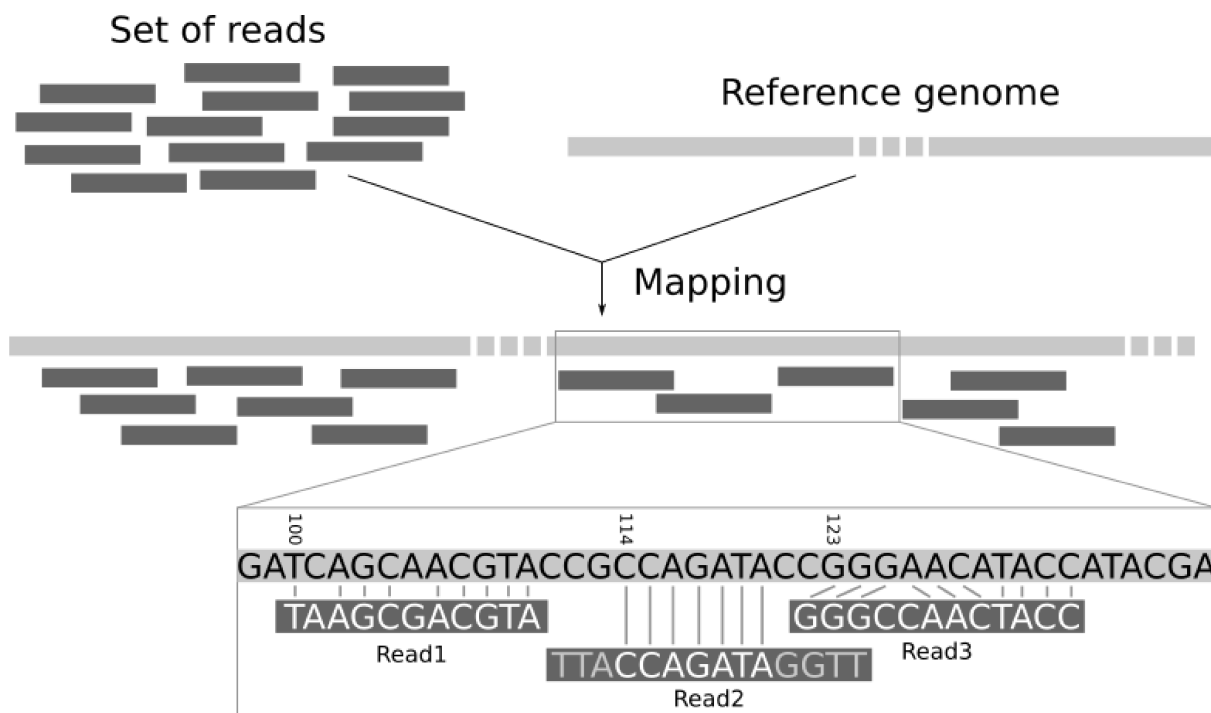 Set of reads
Reference genome
Mapping
100 114 123
GATCAGCAACGTACCGCCAGATACCGGGAACATACCATACGA
TAAGCGACGTA
GGGCCAACTACC
Read1
Read3
TTACCAGATAGGTT
Read2